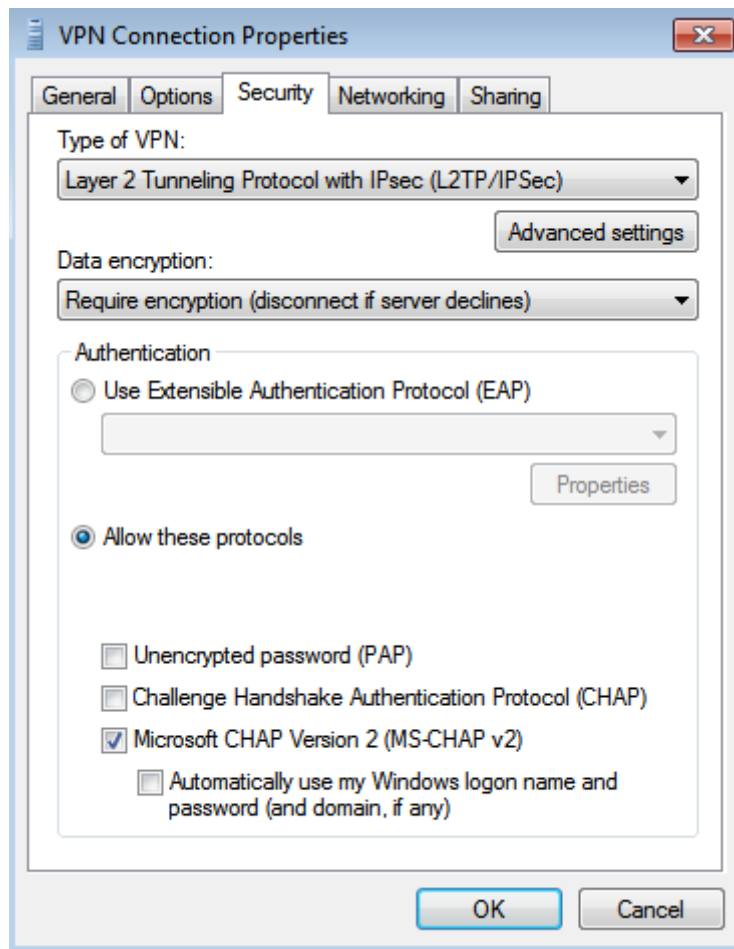 VPN Connection Properties
General Options Security Networking Sharing
Type of VPN:
Layer 2 Tunneling Protocol with IPsec (L2TP/IPSec)
Advanced settings
Data encryption:
Require encryption (disconnect if server declines)
Authentication
Use Extensible Authentication Protocol (EAP)
Properties
Allow these protocols
Unencrypted password (PAP)
Challenge Handshake Authentication Protocol (CHAP)
Microsoft CHAP Version 2 (MS-CHAP v2)
Automatically use my Windows logon name and
password (and domain, if any)
OK Cancel